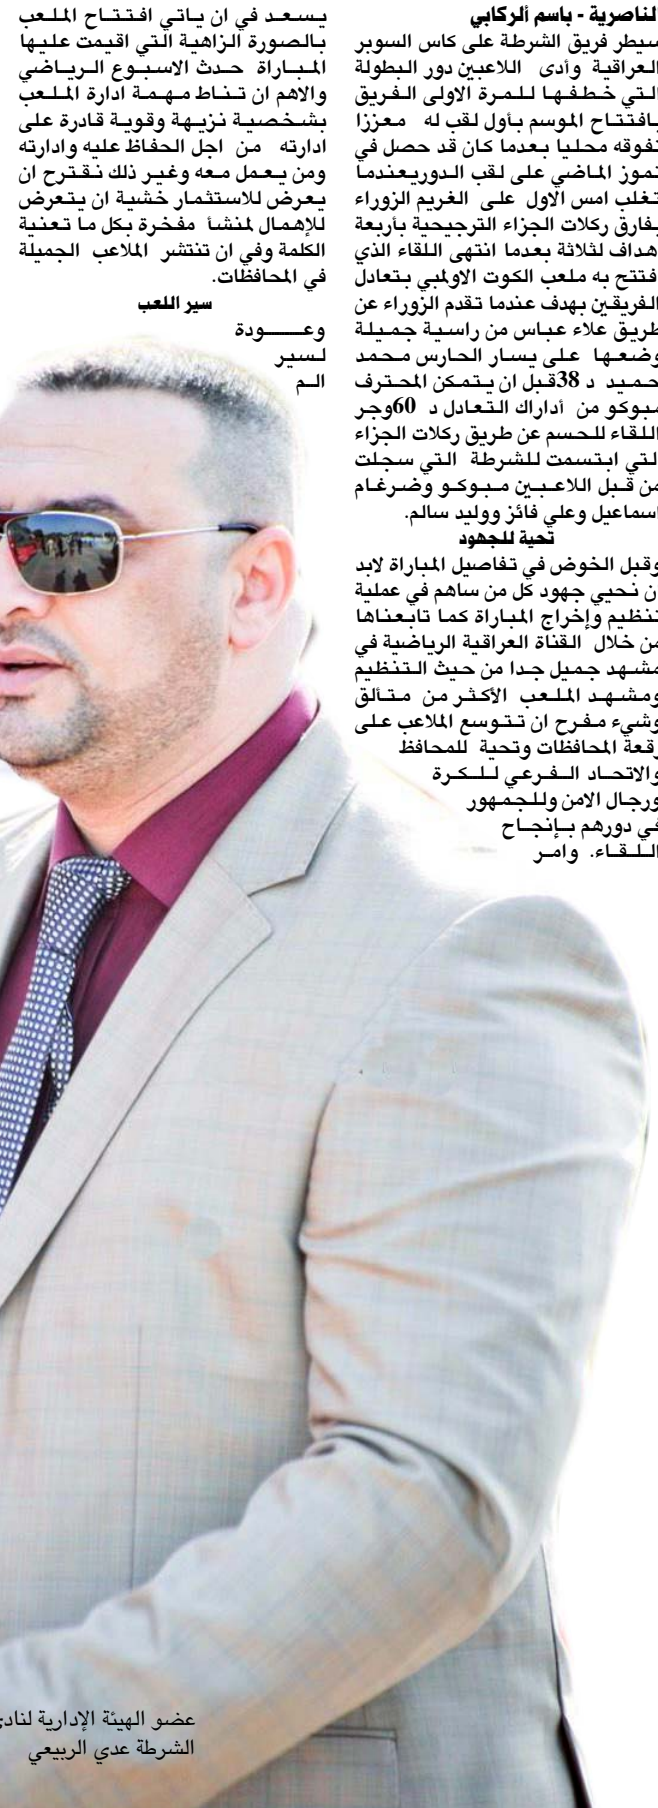 الناصرية - باسم ألركابي
سيطر فريق الشرطة على كاس السوبر
العراقية وأدى اللاعبين دور البطولة
التي خطفها للمرة الاولى الفريق
بافتتاح الموسم بأول لقب له معززا
تفوقه محليا بعدما كان قد حصل في
تموز الماضي على لقب الدوريعندما
تغلب امس الاول على الغريم الزوراء
بفارق ركلات الجزاء الترجيحية بأربعة
اهداف لثلاثة بعدما انتهى اللقاء الذي
افتتح به ملعب الكوت الاولمبي بتعادل
الفريقين بهدف عندما تقدم الزوراء عن
طريق علاء عباس من راسية جميلة
وضعها على يسار الحارس محمد
حميد د 38قبل ان يتمكن المحترف
مبوكو من أداراك التعادل د 60وجر
اللقاء للحسم عن طريق ركلات الجزاء
التي ابتسمت للشرطة التي سجلت
من قبل اللاعبين مبوكو وضرغام
اسماعيل وعلي فائز ووليد سالم.
تحية للجهود
وقبل الخوض في تفاصيل المباراة لابد
ان نحيي جهود كل من ساهم في عملية
تنظيم وإخراج المباراة كما تابعناها
من خلال القناة العراقية الرياضية في
مشهد جميل جدا من حيث التنظيم
ومشهد الملعب الأكثر من متألق
وشيء مفرح ان تتوسع الملاعب على
رقعة المحافظات وتحية للمحافظ
والاتحاد الفرعي للكرة
ورجال الامن وللجمهور
في دورهم بإنجاح
اللقاء. وامر
يسعد في ان ياتي افتتاح الملعب
بالصورة الزاهية التي اقيمت عليها
المباراة حدث الاسبوع الرياضي
والاهم ان تناط مهمة ادارة الملعب
بشخصية نزيهة وقوية قادرة على
ادارته من اجل الحفاظ عليه وادارته
ومن يعمل معه وغير ذلك نقترح ان
يعرض للاستثمار خشية ان يتعرض
للإهمال لمنشأ مفخرة بكل ما تعنية
الكلمة وفي ان تنتشر الملاعب الجميلة
في المحافظات.
سير اللعب
وعودة
لسير
الم
عضو الهيئة الإدارية لنادي
الشرطة عدي الربيعي